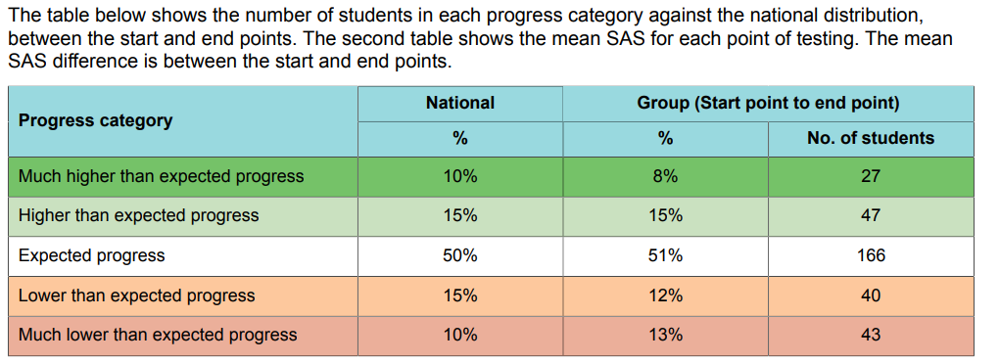 The table below shows the number of students in each progress category against the national distribution,
between the start and end points. The second table shows the mean SAS for each point of testing. The mean
SAS difference is between the start and end points.
Progress category National Group (Start point to end point)
% % No. of students
Much higher than expected progress 10% 8% 27
Higher than expected progress 15% 15% 47
Expected progress 50% 51% 166
Lower than expected progress 15% 12% 40
Much lower than expected progress 10% 13% 43